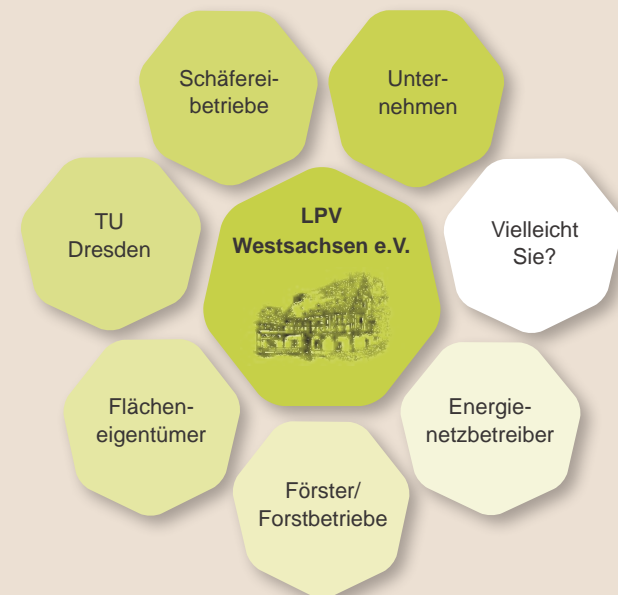 Schäferei-
betriebe
Unter-
nehmen
TU
Dresden
LPV
Westsachsen e.V.
Vielleicht
Sie?
Flächen-
eigentümer
Energie-
netzbetreiber
Förster/
Forstbetriebe